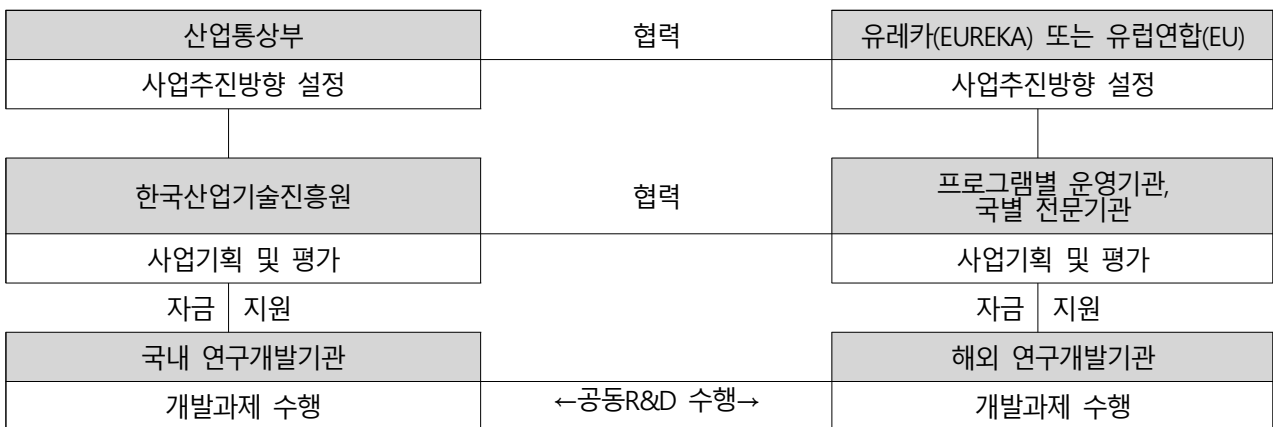 산업통상부 협력 유레카(EUREKA) 또는 유럽연합(EU)
사업추진방향 설정 사업추진방향 설정
한국산업기술진흥원 협력 프로그램별 운영기관,
국별 전문기관
사업기획 및 평가 사업기획 및 평가
자금 지원 자금 지원
국내 연구개발기관 해외 연구개발기관
개발과제 수행 ←공동R&D 수행→ 개발과제 수행